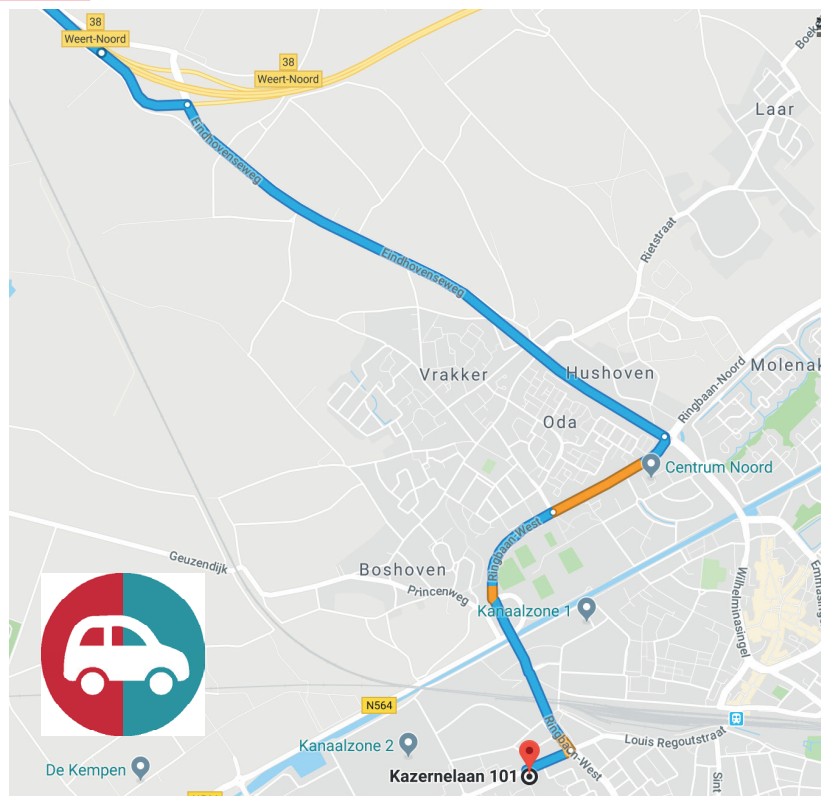 38
Weert-Noord
38
Weert-Noord
Laar
Eindhovenseweg
Rietstraat
Eindhovenseweg
Vrakker
Hushoven
Ringbaan-Noord
Oda
Centrum Noord
Ringbaan-West
Geuzendijk
Boshoven
Princenweg
Kanaalzone 1
Wilhelminasingel
N564
Ringbaan-West
Louis Regoutstraat
Kanaalzone 2
De Kempen
Kazernelaan 101
Sint